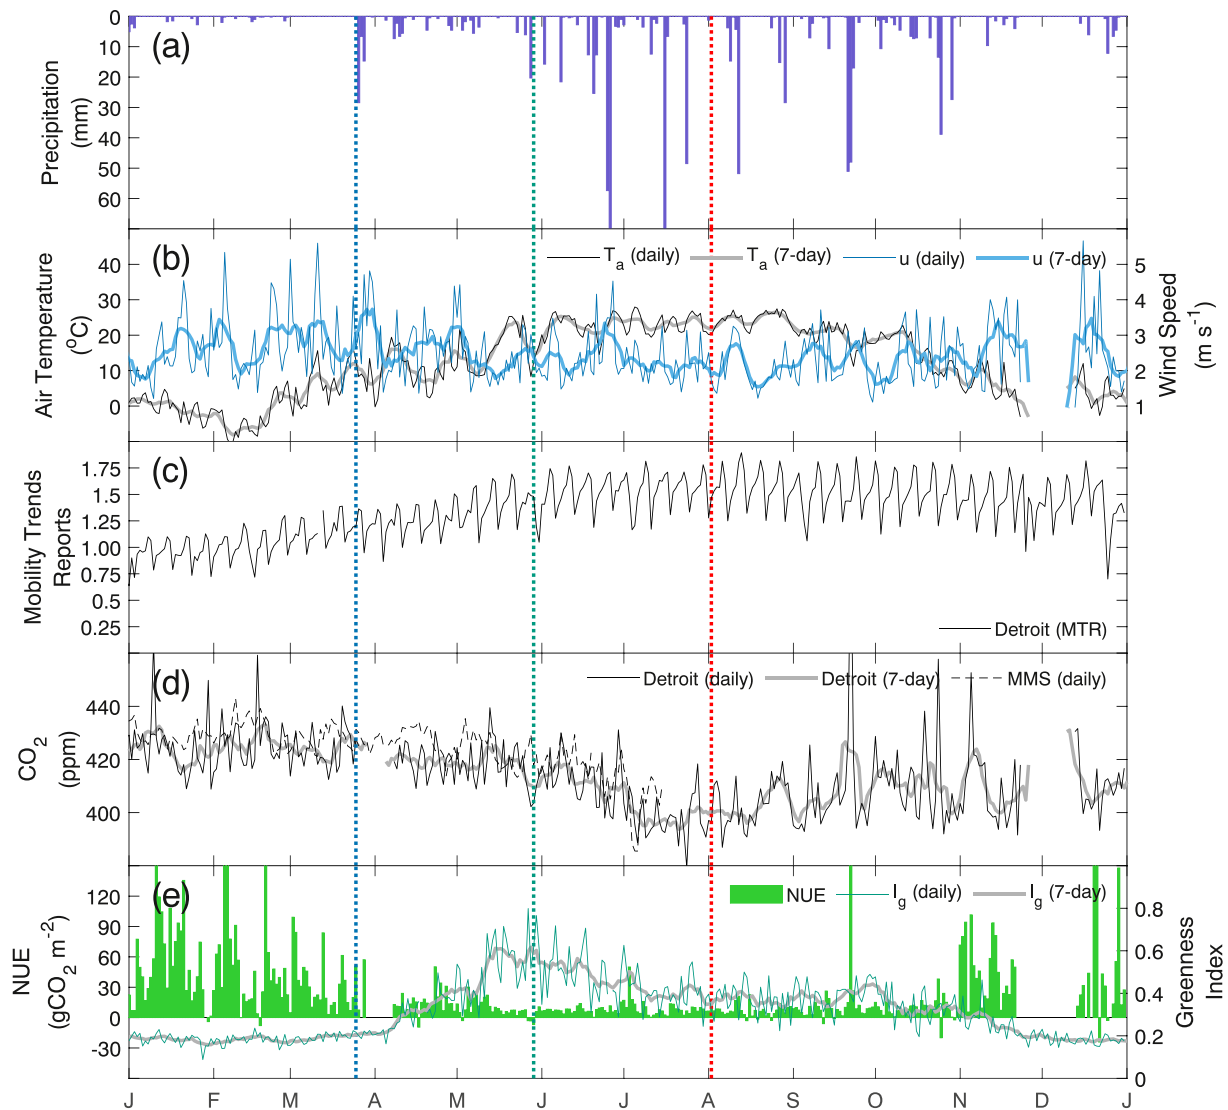 (a)
0
10
20
30
40
50
60
Precipitation
(mm)
(b)
T_a (daily)
T_a (7-day)
u (daily)
u (7-day)
40
30
20
10
0
Air Temperature
(°C)
5
4
3
2
1
Wind Speed
(m s⁻¹)
(c)
1.75
1.5
1.25
1.00
0.75
0.5
0.25
Mobility Trends
Reports
Detroit (MTR)
(d)
Detroit (daily)
Detroit (7-day)
MMS (daily)
440
420
400
CO₂
(ppm)
(e)
NUE
I_g (daily)
I_g (7-day)
120
90
60
30
0
-30
NUE
(gCO₂ m⁻²)
0.8
0.6
0.4
0.2
0
Greenness
Index
J F M A M J J A S O N D J